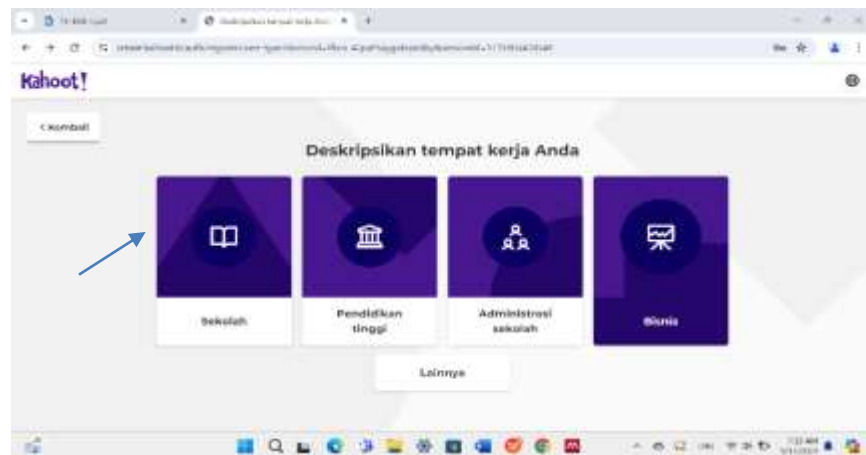 Kahoot!
< Kembali
Deskripsikan tempat kerja Anda
Sekolah
Pendidikan
tinggi
Administrasi
sekolah
Bisnis
Lainnya